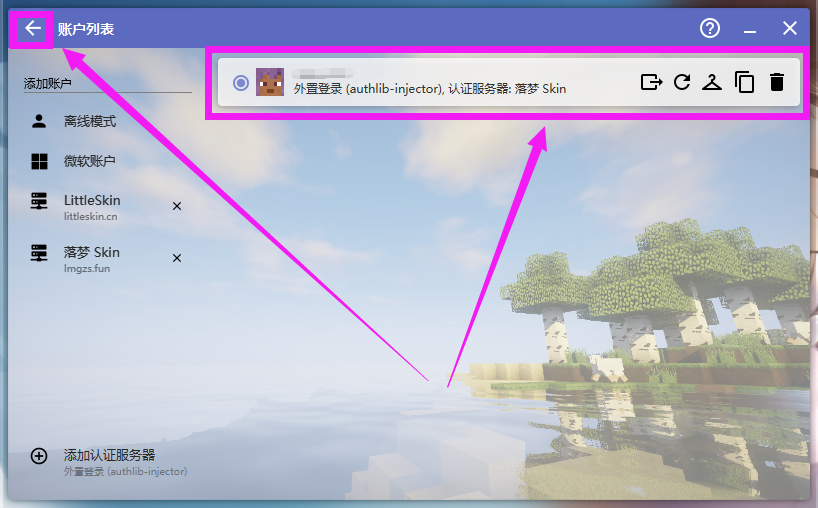 账户列表
添加账户
外置登录 (authlib-injector), 认证服务器: 落梦 Skin
离线模式
微软账户
LittleSkin
littleskin.cn
落梦 Skin
lmgzs.fun
添加认证服务器
外置登录 (authlib-injector)